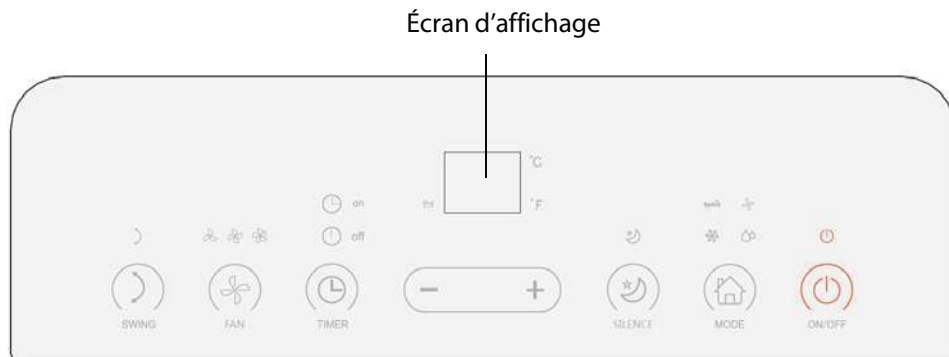 Écran d'affichage
°C
on
°F
off
SWING
FAN
TIMER
− +
SILENCE
MODE
ON/OFF